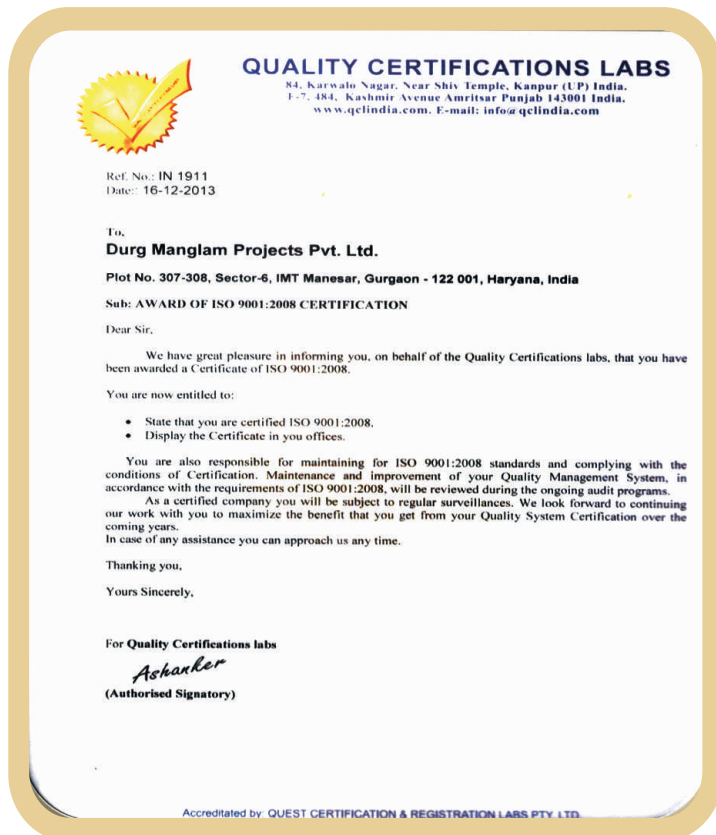 QUALITY CERTIFICATIONS LABS
84, Karwalo Nagar, Near Shiv Temple, Kanpur (UP) India.
F-7, 484, Kashmir Avenue Amritsar Punjab 143001 India.
www.qclindia.com. E-mail: info@qclindia.com
Ref. No.: IN 1911
Date:: 16-12-2013
To,
Durg Manglam Projects Pvt. Ltd.
Plot No. 307-308, Sector-6, IMT Manesar, Gurgaon - 122 001, Haryana, India
Sub: AWARD OF ISO 9001:2008 CERTIFICATION
Dear Sir,
We have great pleasure in informing you, on behalf of the Quality Certifications labs, that you have
been awarded a Certificate of ISO 9001:2008.
You are now entitled to:
• State that you are certified ISO 9001:2008.
• Display the Certificate in you offices.
You are also responsible for maintaining for ISO 9001:2008 standards and complying with the
conditions of Certification. Maintenance and improvement of your Quality Management System, in
accordance with the requirements of ISO 9001:2008, will be reviewed during the ongoing audit programs.
As a certified company you will be subject to regular surveillances. We look forward to continuing
our work with you to maximize the benefit that you get from your Quality System Certification over the
coming years.
In case of any assistance you can approach us any time.
Thanking you,
Yours Sincerely,
For Quality Certifications labs
Ashanker
(Authorised Signatory)
Accreditated by: QUEST CERTIFICATION & REGISTRATION LABS PTY. LTD.